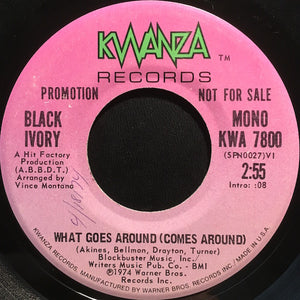 KWANZA TM
RECORDS
PROMOTION NOT FOR SALE
BLACK
IVORY
MONO
KWA 7800
(SPN0027)V1
2:55
Intro: :08
A Hit Factory
Production
(A.B.B.D.T.)
Arranged by
Vince Montana
WHAT GOES AROUND (COMES AROUND)
(Akines, Bellmon, Drayton, Turner)
Blockbuster Music, Inc./
Writers Music Pub. Co. - BMI
℗1974 Warner Bros.
Records Inc.
KWANZA RECORDS, MANUFACTURED BY WARNER BROS. RECORDS INC.
MADE IN U.S.A.